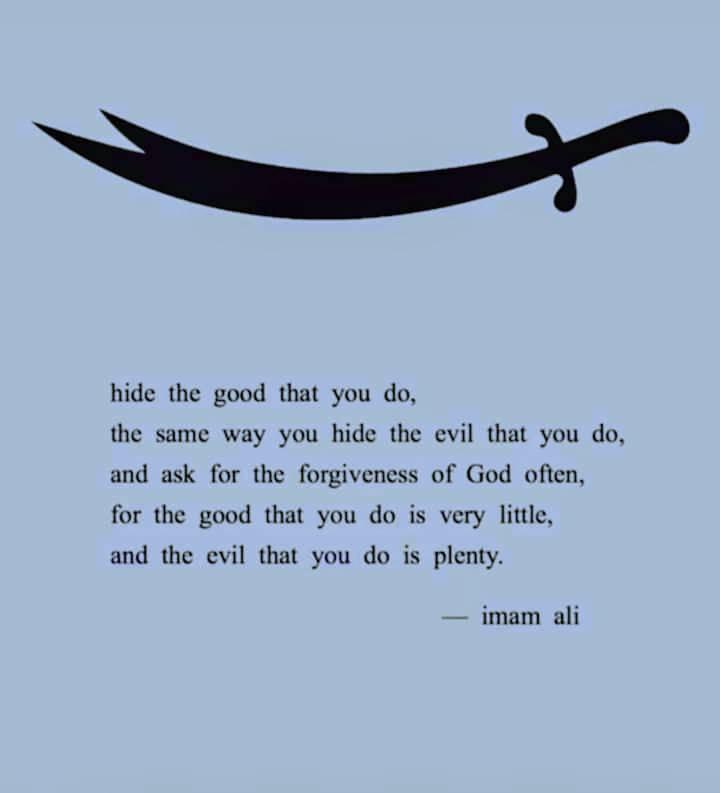 hide the good that you do,
the same way you hide the evil that you do,
and ask for the forgiveness of God often,
for the good that you do is very little,
and the evil that you do is plenty.
— imam ali